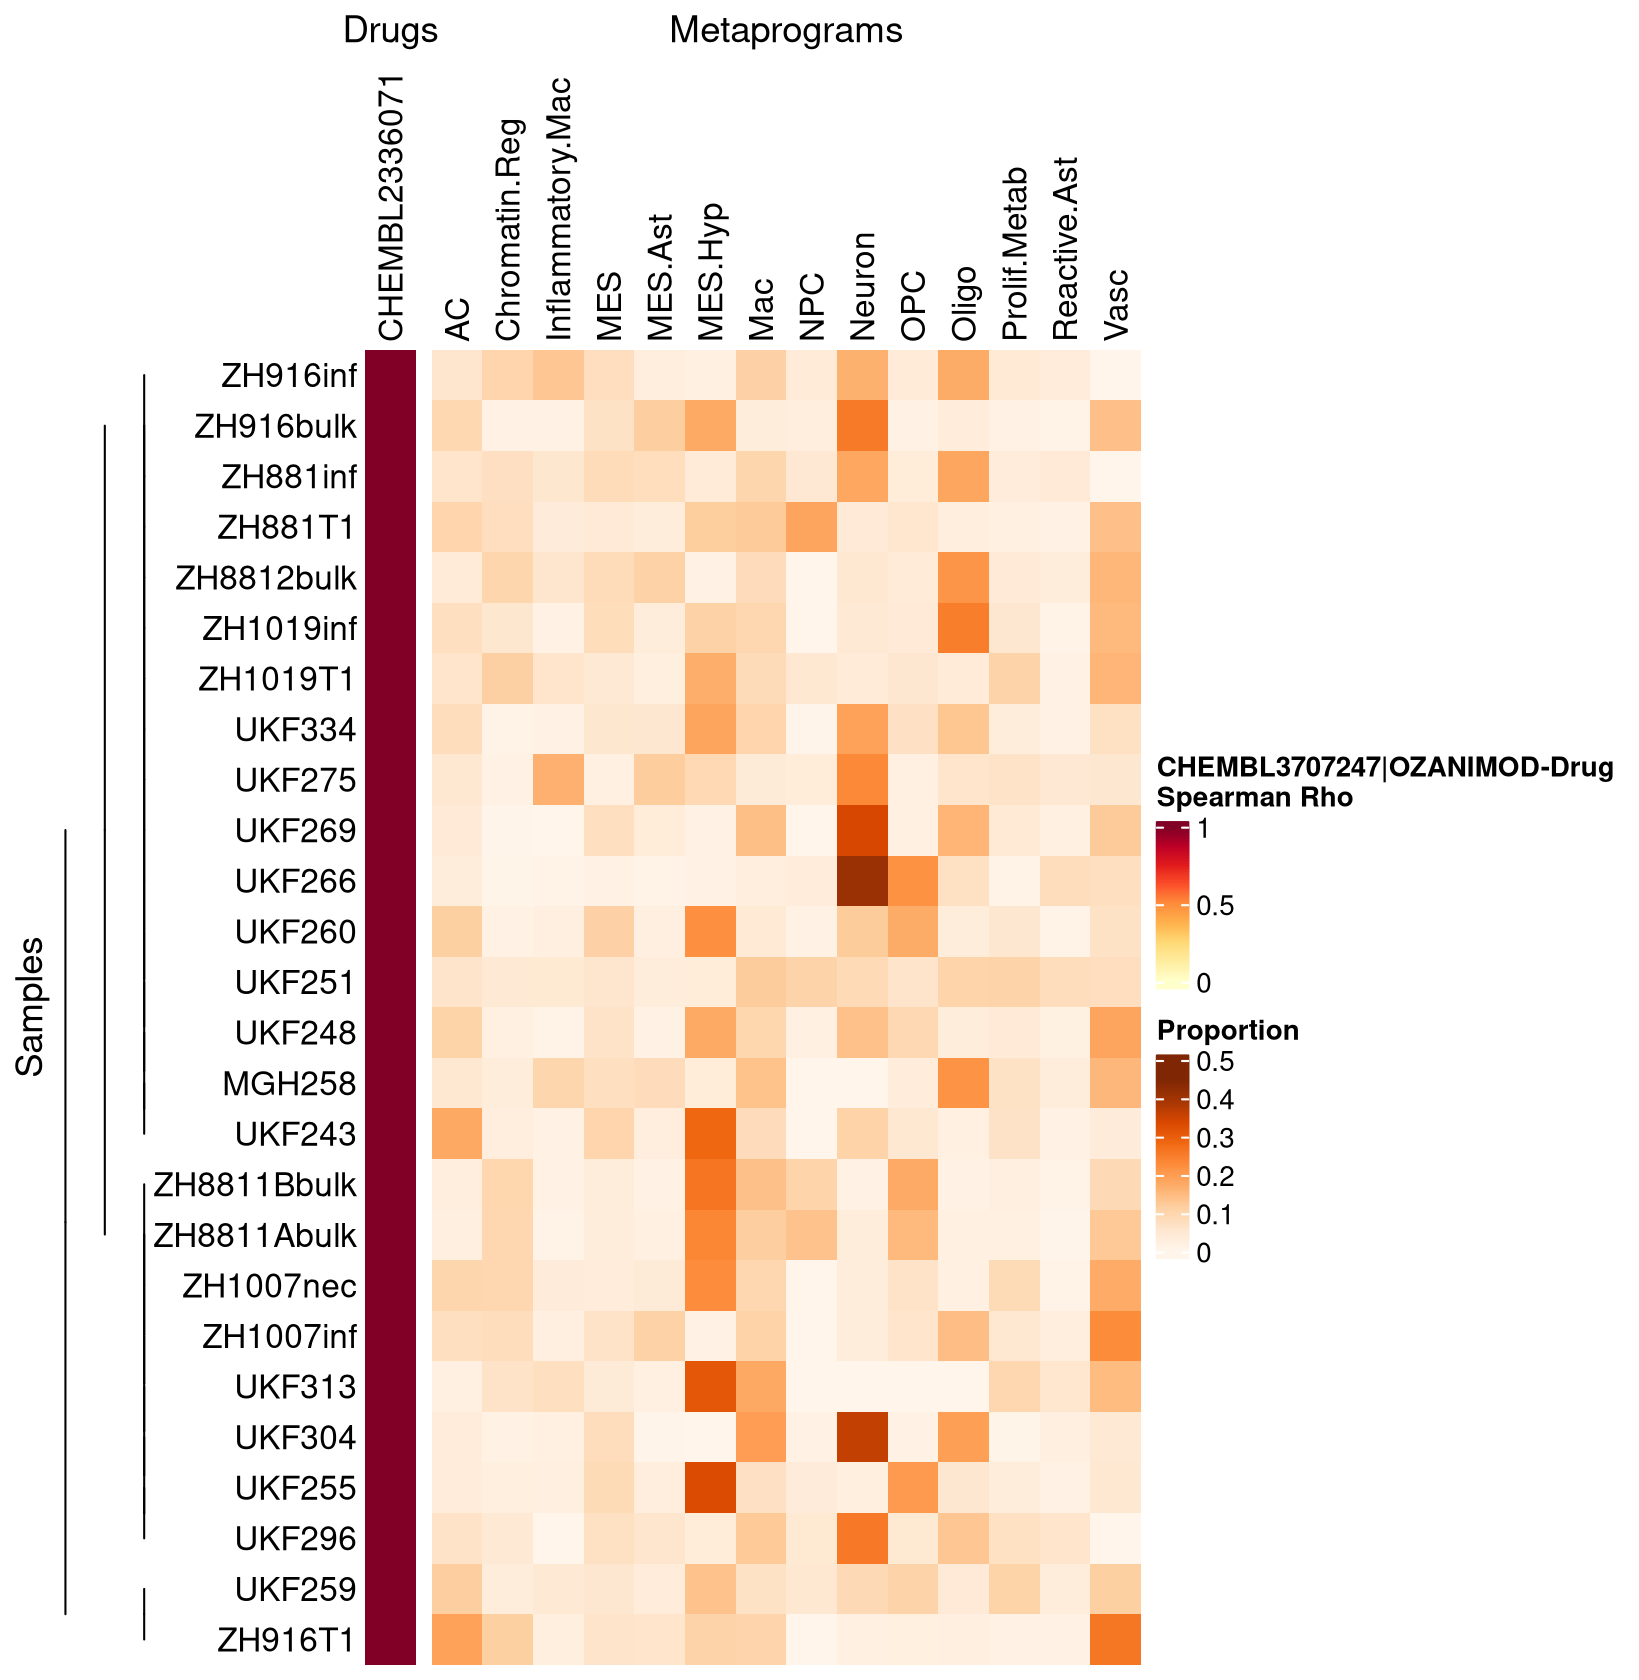 Drugs
Metaprograms
CHEMBL2336071
AC
Chromatin.Reg
Inflammatory.Mac
MES
MES.Ast
MES.Hyp
Mac
NPC
Neuron
OPC
Oligo
Prolif.Metab
Reactive.Ast
Vasc
Samples
ZH916inf
ZH916bulk
ZH881inf
ZH881T1
ZH8812bulk
ZH1019inf
ZH1019T1
UKF334
UKF275
UKF269
UKF266
UKF260
UKF251
UKF248
MGH258
UKF243
ZH8811Bbulk
ZH8811Abulk
ZH1007nec
ZH1007inf
UKF313
UKF304
UKF255
UKF296
UKF259
ZH916T1
CHEMBL3707247|OZANIMOD-Drug
Spearman Rho
1
0.5
0
Proportion
0.5
0.4
0.3
0.2
0.1
0